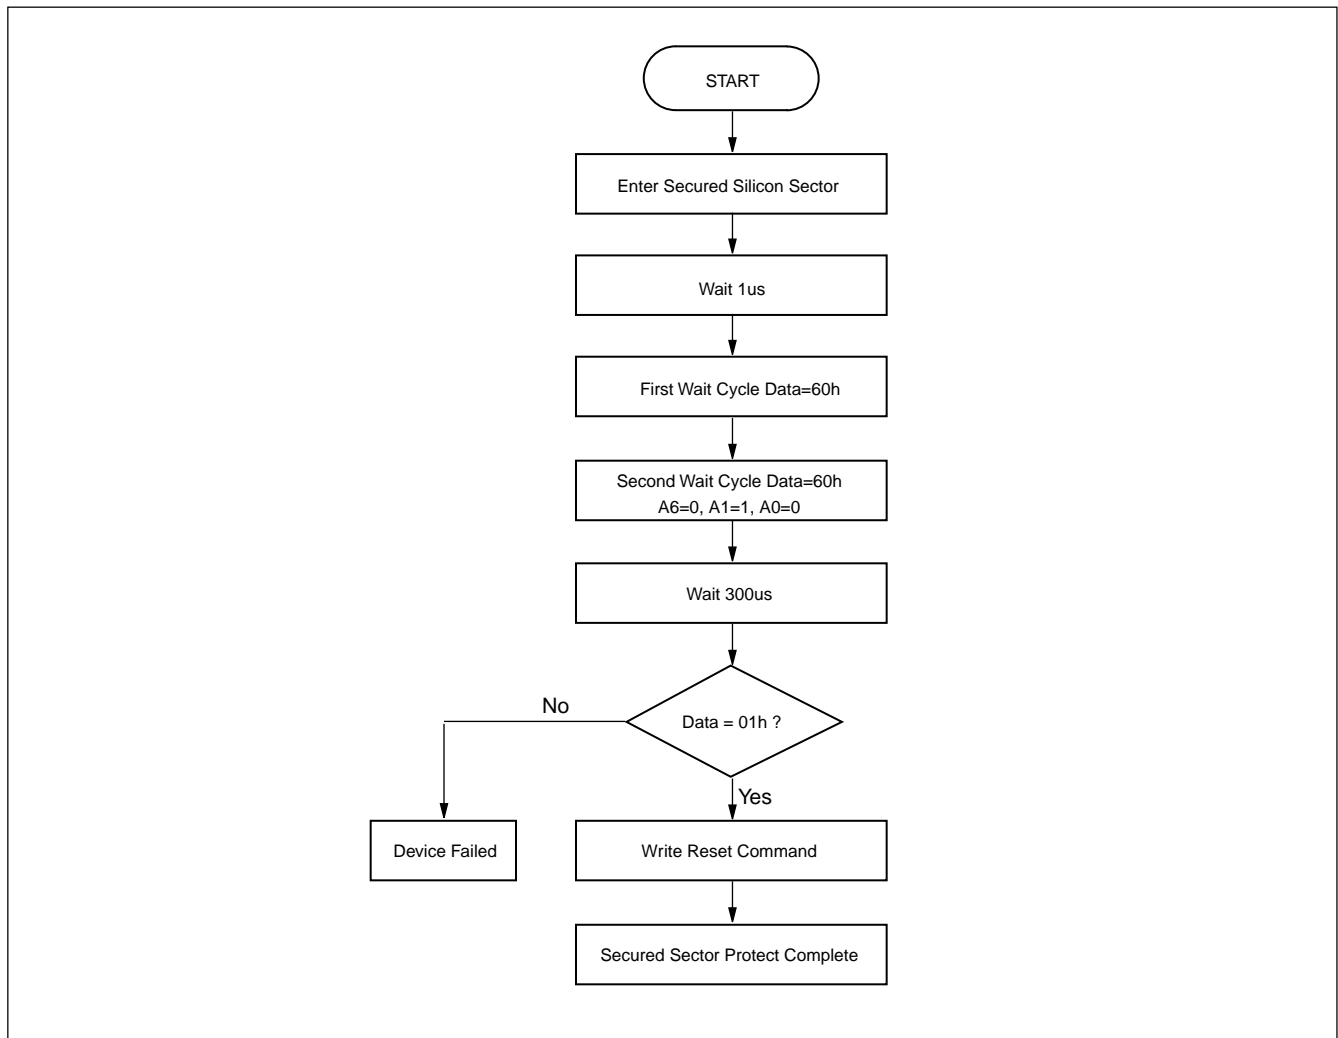 START
Enter Secured Silicon Sector
Wait 1us
First Wait Cycle Data=60h
Second Wait Cycle Data=60h
A6=0, A1=1, A0=0
Wait 300us
No
Data = 01h ?
Yes
Device Failed
Write Reset Command
Secured Sector Protect Complete